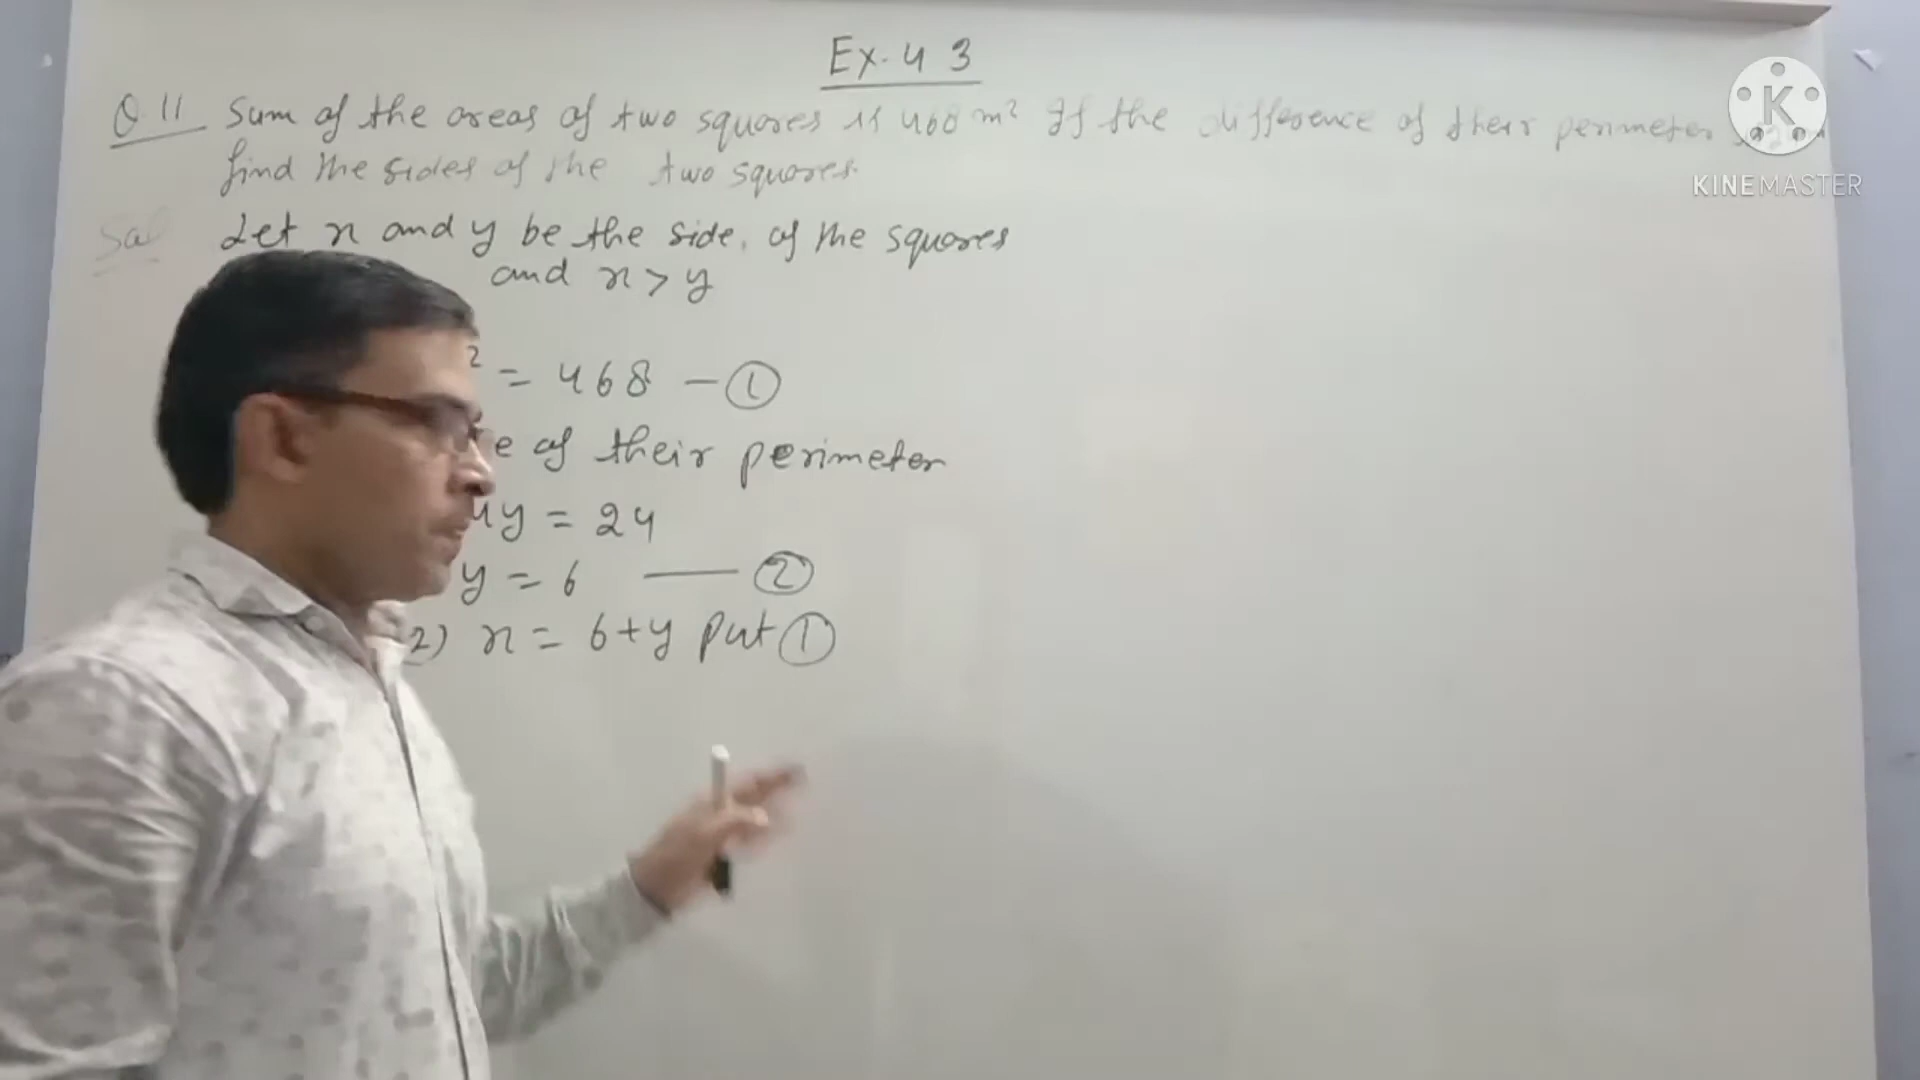 Ex. 4 3
Q.11 Sum of the areas of two squares is 468 m² If the difference of their perimeter
find the sides of the two squares.
Sol Let x and y be the side. of the squares
and x > y
² = 468 — ①
e of their perimeter
4y = 24
y = 6 —— ②
2) x = 6+y put ①
K
KINEMASTER